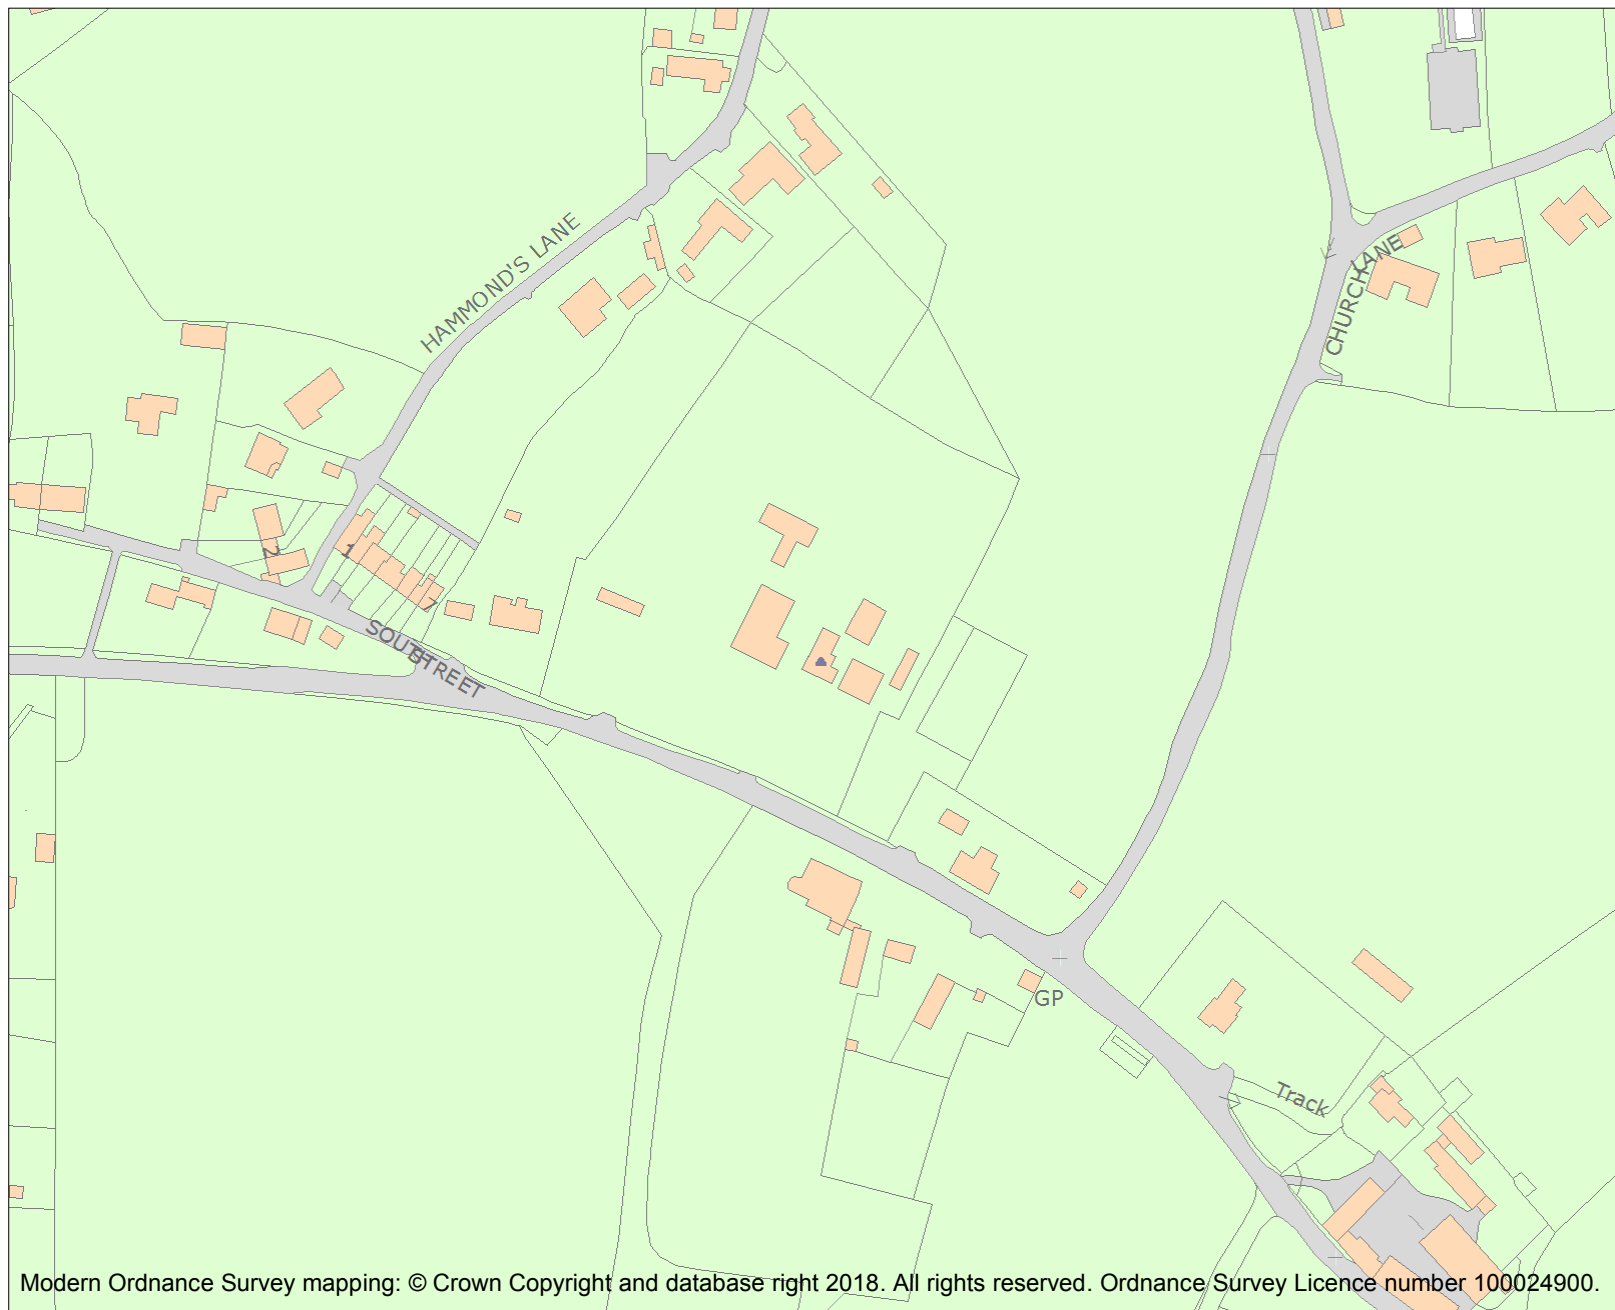 HAMMOND'S LANE
CHURCH LANE
2
1
7
SOUTH STREET
GP
Track
Modern Ordnance Survey mapping: © Crown Copyright and database right 2018. All rights reserved. Ordnance Survey Licence number 100024900.